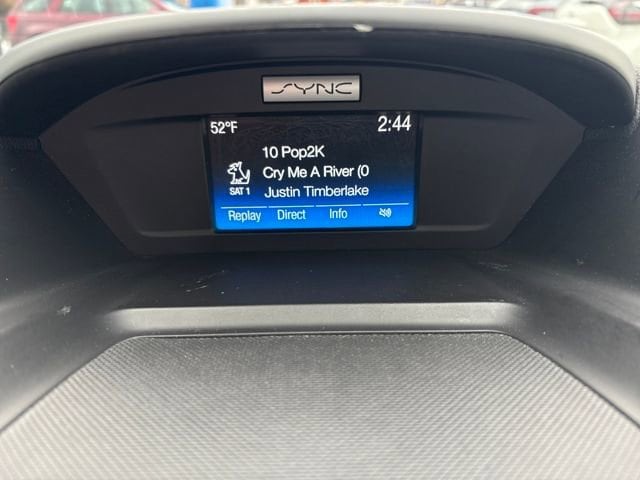 SYNC
52°F 2:44
10 Pop2K
Cry Me A River (0
SAT 1 Justin Timberlake
Replay Direct Info